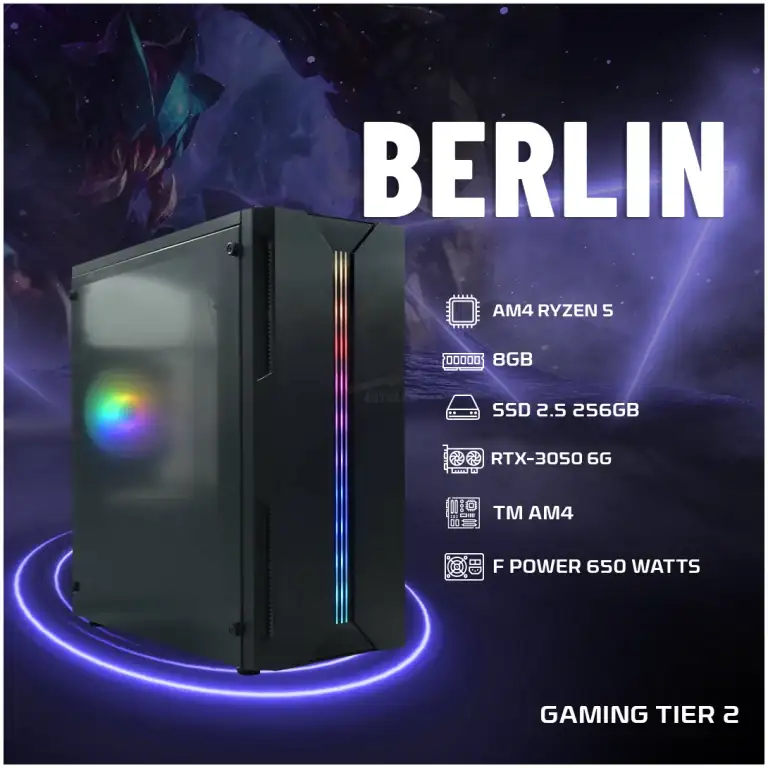 BERLIN
AM4 RYZEN 5
8GB
SSD 2.5 256GB
RTX-3050 6G
TM AM4
F POWER 650 WATTS
GAMING TIER 2